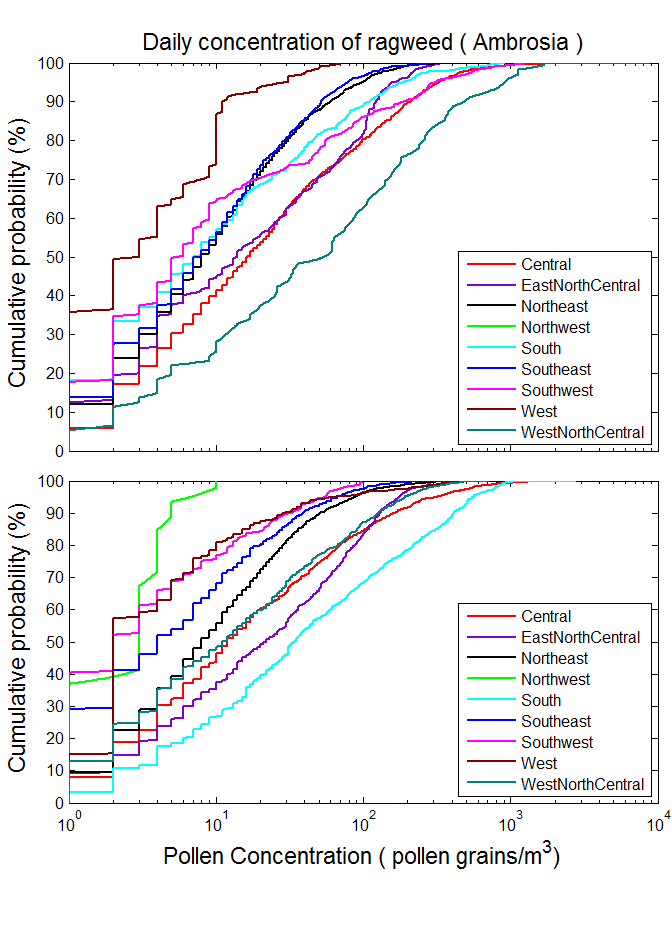 Daily concentration of ragweed ( Ambrosia )
Cumulative probability (%)
100
90
80
70
60
50
40
30
20
10
0
Central
EastNorthCentral
Northeast
Northwest
South
Southeast
Southwest
West
WestNorthCentral
Cumulative probability (%)
100
90
80
70
60
50
40
30
20
10
0
Central
EastNorthCentral
Northeast
Northwest
South
Southeast
Southwest
West
WestNorthCentral
10^0 10^1 10^2 10^3 10^4
Pollen Concentration ( pollen grains/m^3)